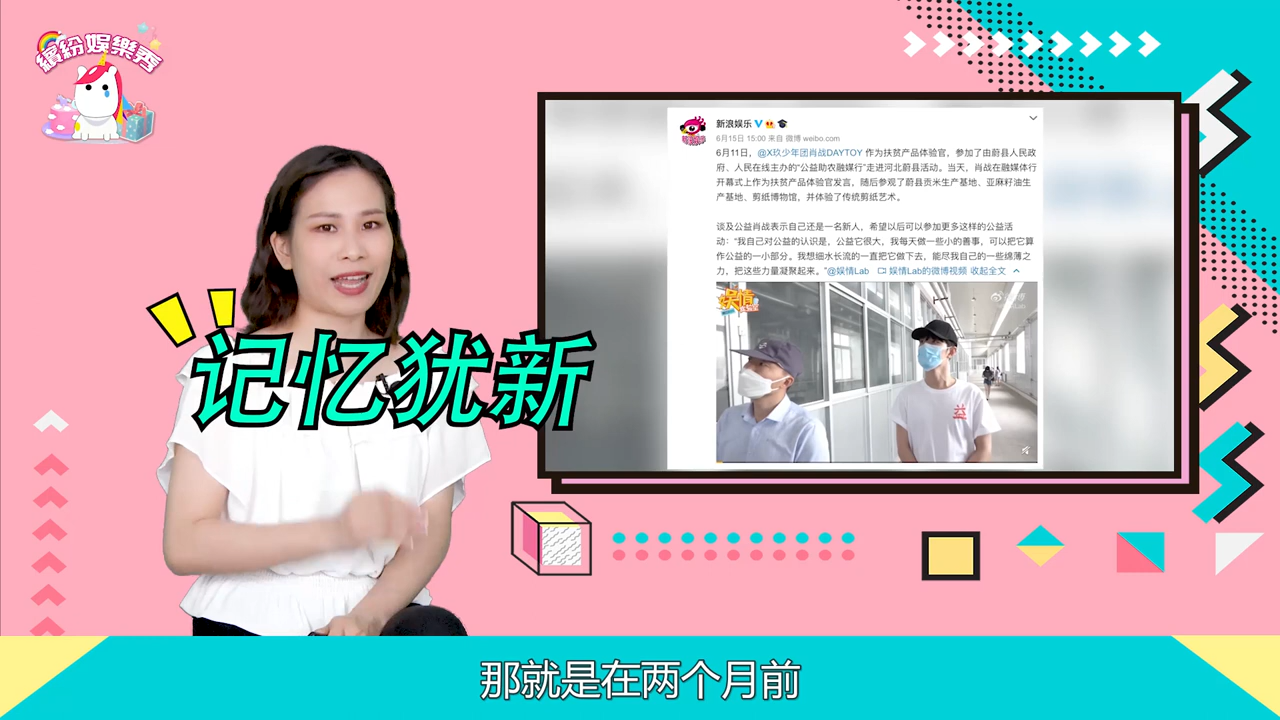 繽紛娛樂秀
新浪娱乐
6月15日 15:00 来自 微博 weibo.com
6月11日，@X玖少年团肖战DAYTOY 作为扶贫产品体验官，参加了由蔚县人民政
府、人民在线主办的“公益助农融媒行”走进河北蔚县活动。当天，肖战在融媒体行
开幕式上作为扶贫产品体验官发言，随后参观了蔚县贡米生产基地、亚麻籽油生
产基地、剪纸博物馆，并体验了传统剪纸艺术。
谈及公益肖战表示自己还是一名新人，希望以后可以参加更多这样的公益活
动：“我自己对公益的认识是，公益它很大，我每天做一些小的善事，可以把它算
作公益的一小部分。我想细水长流的一直把它做下去，能尽我自己的一些绵薄之
力，把这些力量凝聚起来。”@娱情Lab 娱情Lab的微博视频 收起全文
娱情
益
记忆犹新
那就是在两个月前